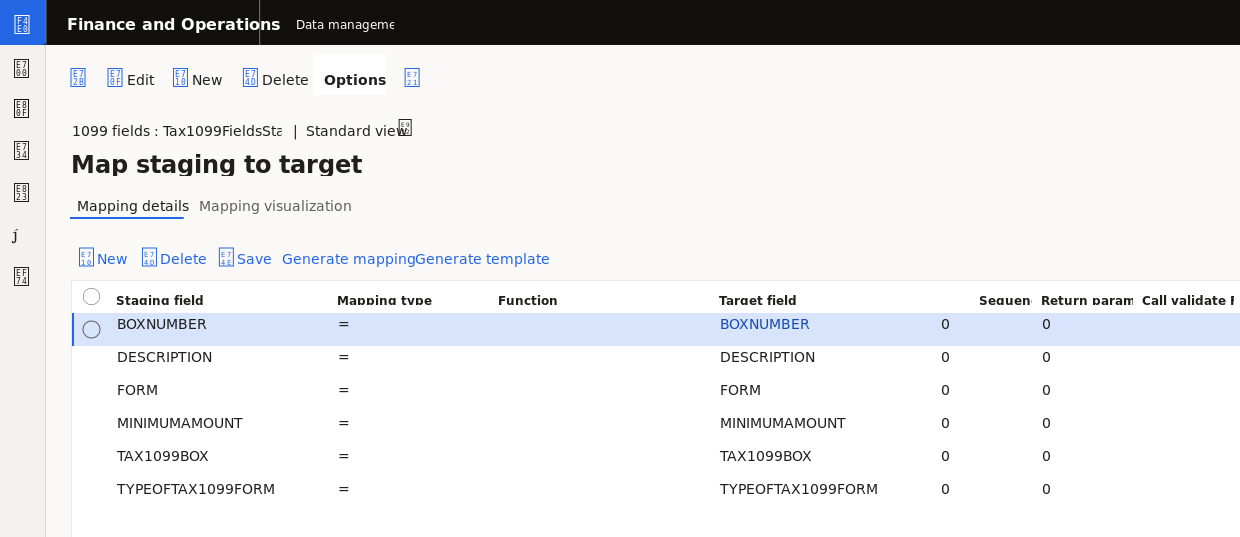 Finance and Operations Data manageme
Edit New Delete Options
1099 fields : Tax1099FieldsSta | Standard view
Map staging to target
Mapping details Mapping visualization
New Delete Save Generate mapping Generate template
Staging field Mapping type Function Target field Sequen Return param Call validate F
BOXNUMBER = BOXNUMBER 0 0
DESCRIPTION = DESCRIPTION 0 0
FORM = FORM 0 0
MINIMUMAMOUNT = MINIMUMAMOUNT 0 0
TAX1099BOX = TAX1099BOX 0 0
TYPEOFTAX1099FORM = TYPEOFTAX1099FORM 0 0